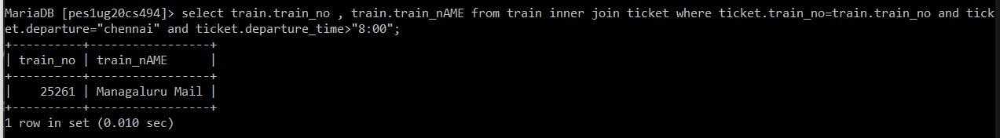 MariaDB [pes1ug20cs494]> select train.train_no , train.train_nAME from train inner join ticket where ticket.train_no=train.train_no and tick
et.departure="chennai" and ticket.departure_time>"8:00";
+----------+-----------------+
| train_no | train_nAME      |
+----------+-----------------+
|    25261 | Managaluru Mail |
+----------+-----------------+
1 row in set (0.010 sec)